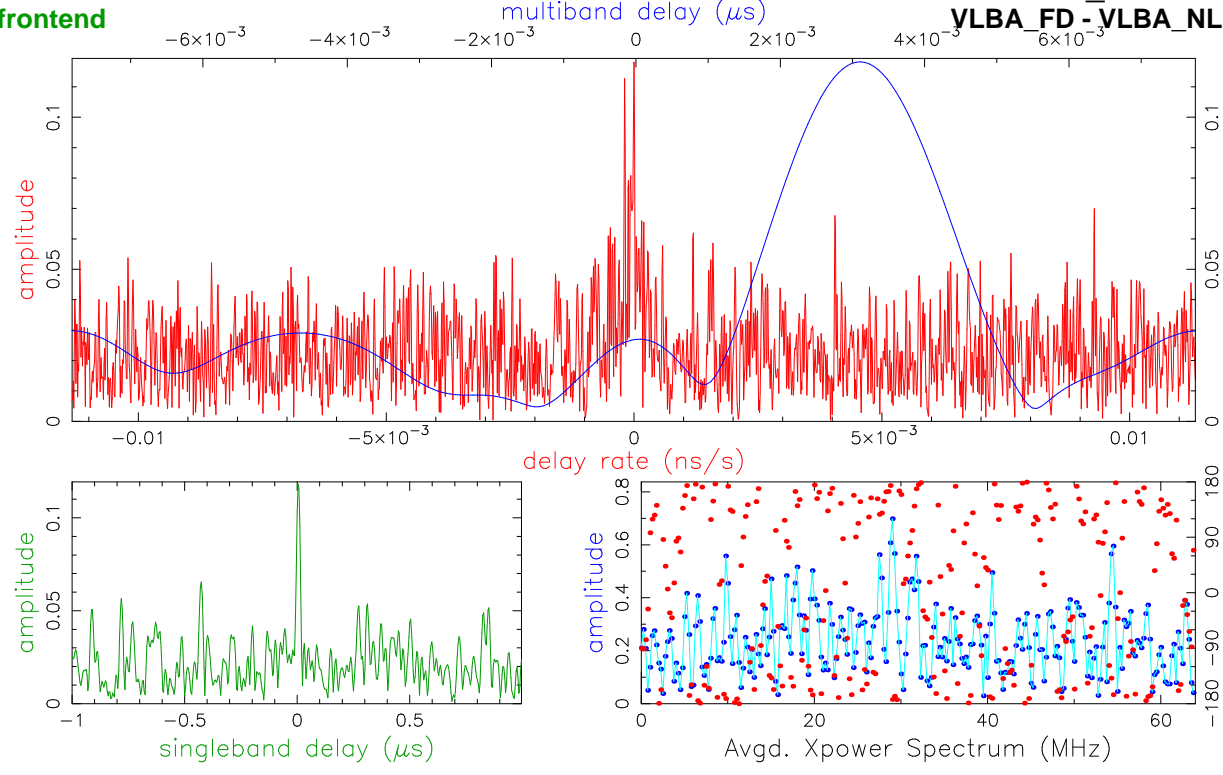 frontend
multiband delay (μs)
VLBA_FD - VLBA_NL
−6×10⁻³ −4×10⁻³ −2×10⁻³ 0 2×10⁻³ 4×10⁻³ 6×10⁻³
amplitude
0.1 0.1
0.05 0.05
0 0
−0.01 −5×10⁻³ 0 5×10⁻³ 0.01
delay rate (ns/s)
amplitude
0.1
0.05
0
−1 −0.5 0 0.5
singleband delay (μs)
amplitude
0.8 180
0.6 90
0.4 0
0.2 −90
0 −180
0 20 40 60
Avgd. Xpower Spectrum (MHz)